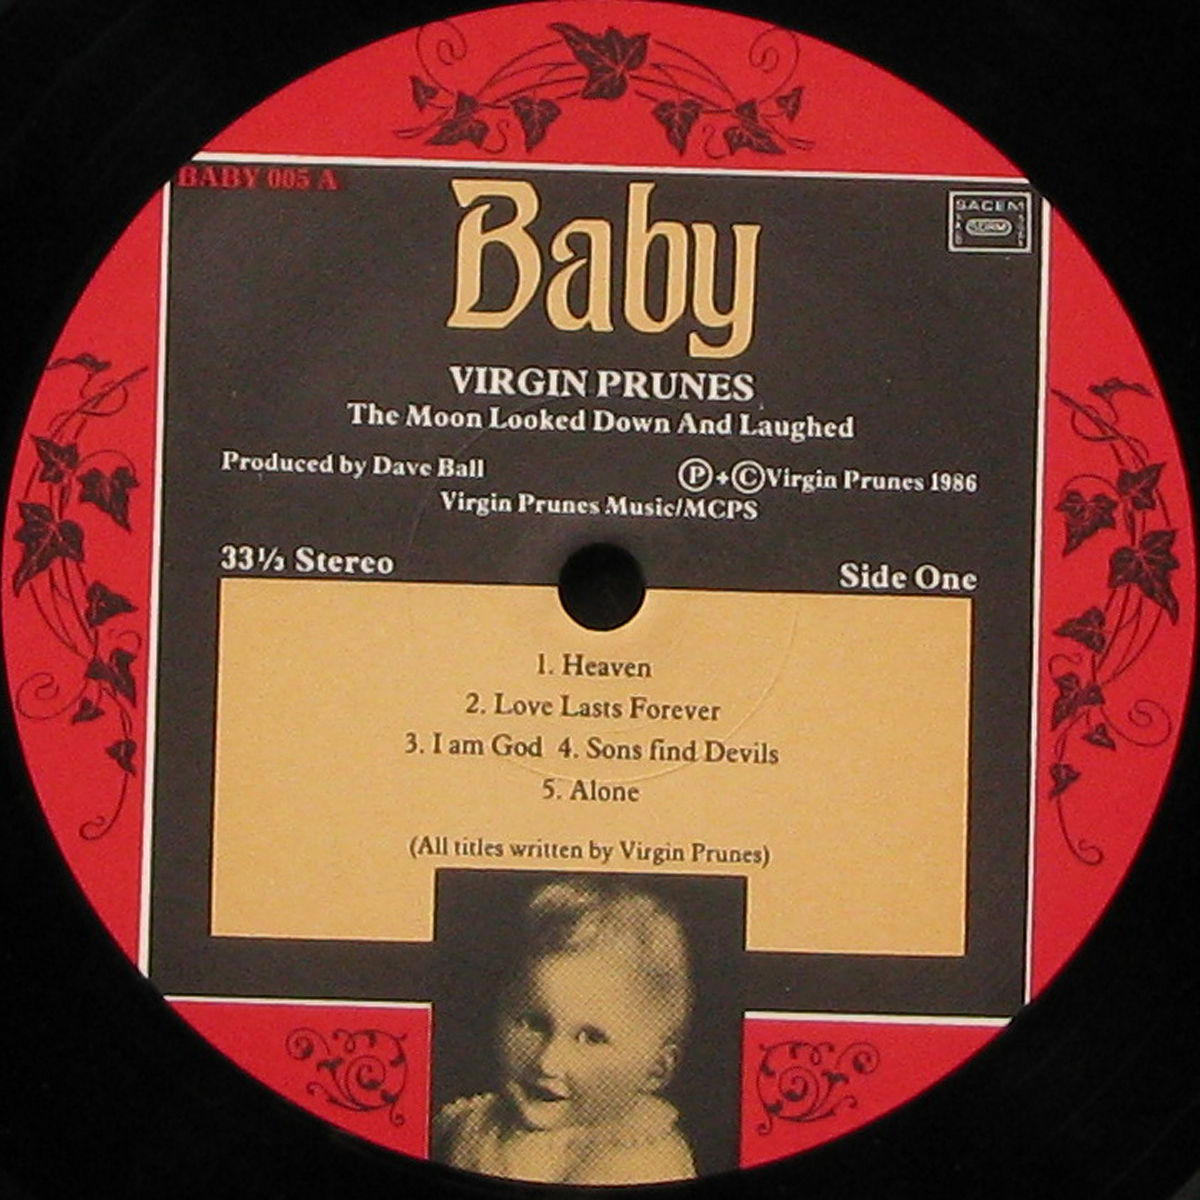 BABY 005 A
Baby
SACEM
SDRM
VIRGIN PRUNES
The Moon Looked Down And Laughed
Produced by Dave Ball
Ⓟ+©Virgin Prunes 1986
Virgin Prunes Music/MCPS
33⅓ Stereo
Side One
1. Heaven
2. Love Lasts Forever
3. I am God 4. Sons find Devils
5. Alone
(All titles written by Virgin Prunes)